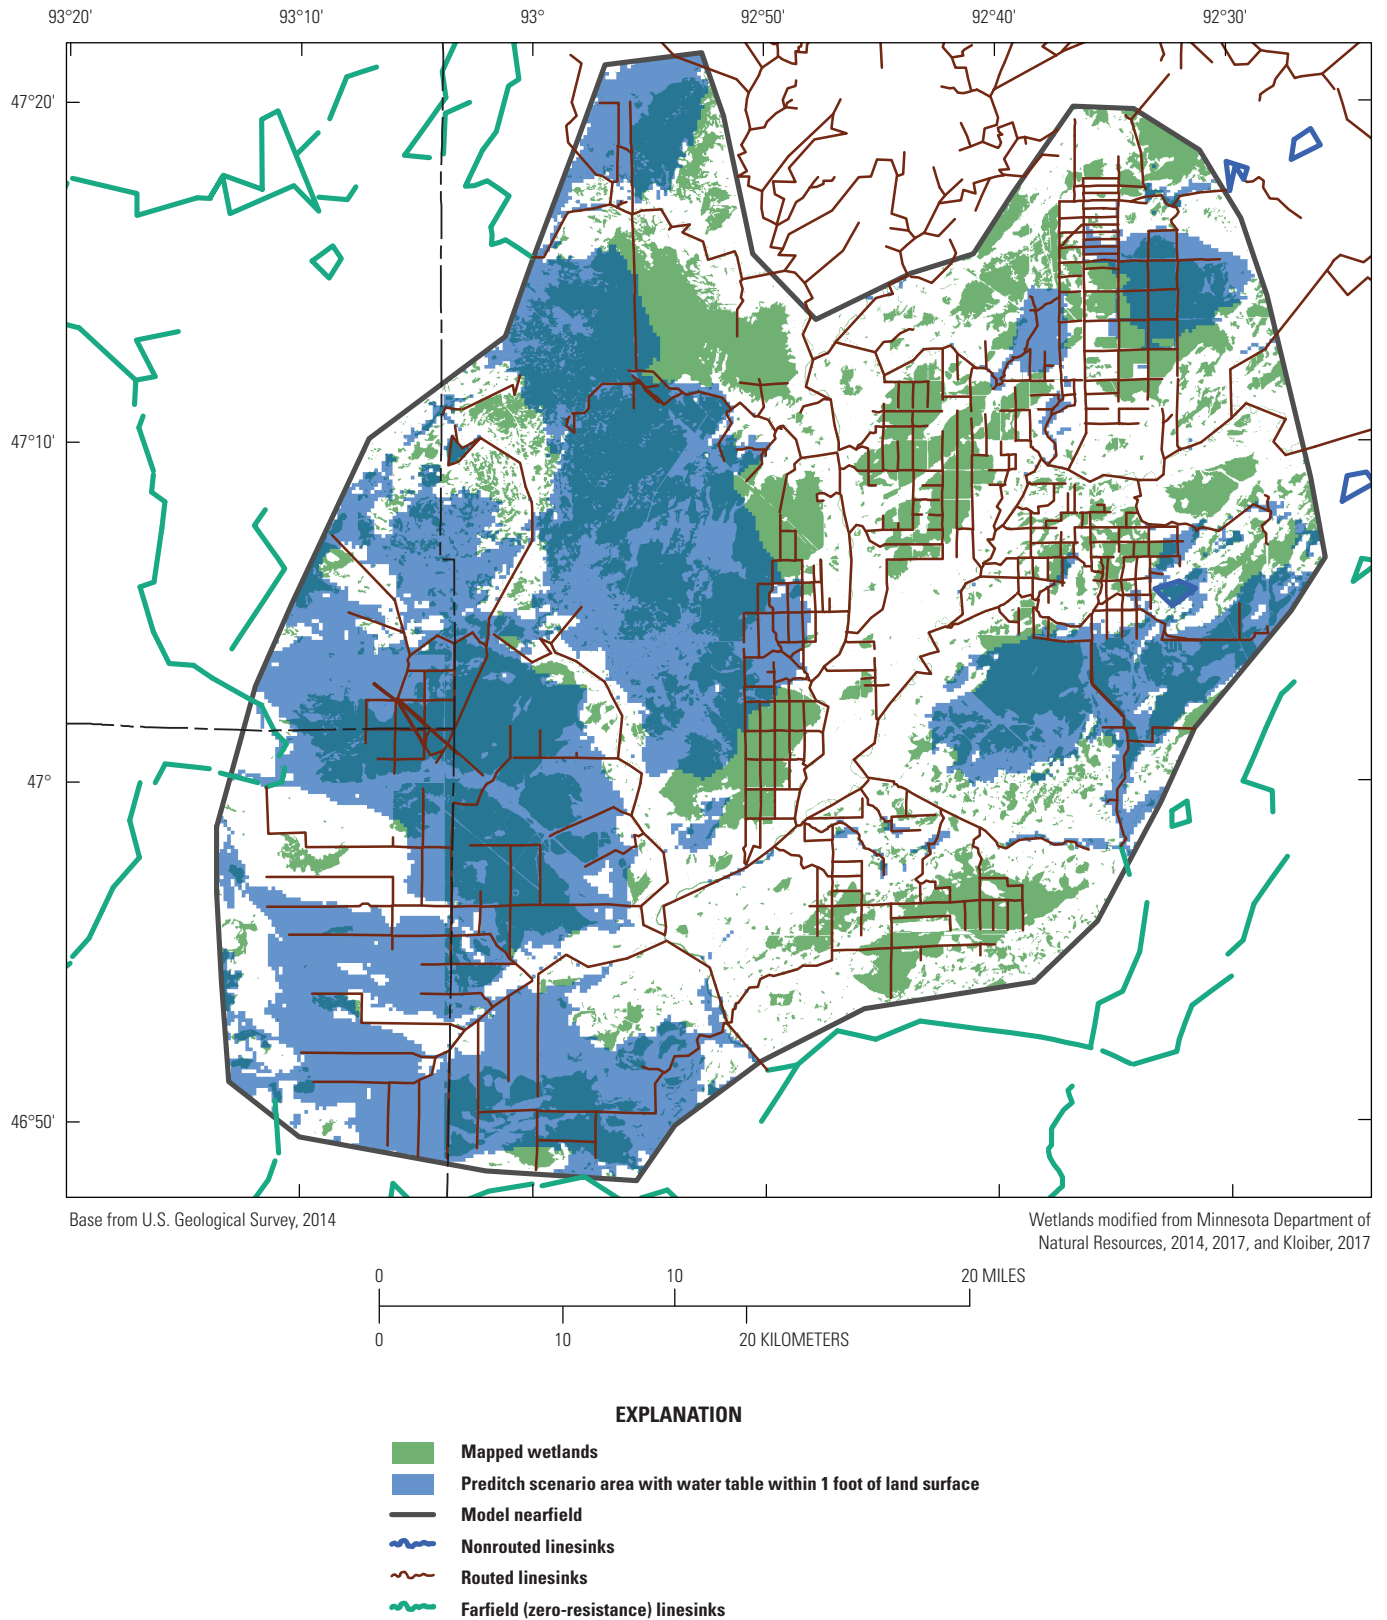 93°20'
93°10'
93°
92°50'
92°40'
92°30'
47°20'
47°10'
47°
46°50'
Base from U.S. Geological Survey, 2014
Wetlands modified from Minnesota Department of
Natural Resources, 2014, 2017, and Kloiber, 2017
0
10
20 MILES
0
10
20 KILOMETERS
EXPLANATION
Mapped wetlands
Preditch scenario area with water table within 1 foot of land surface
Model nearfield
Nonrouted linesinks
Routed linesinks
Farfield (zero-resistance) linesinks